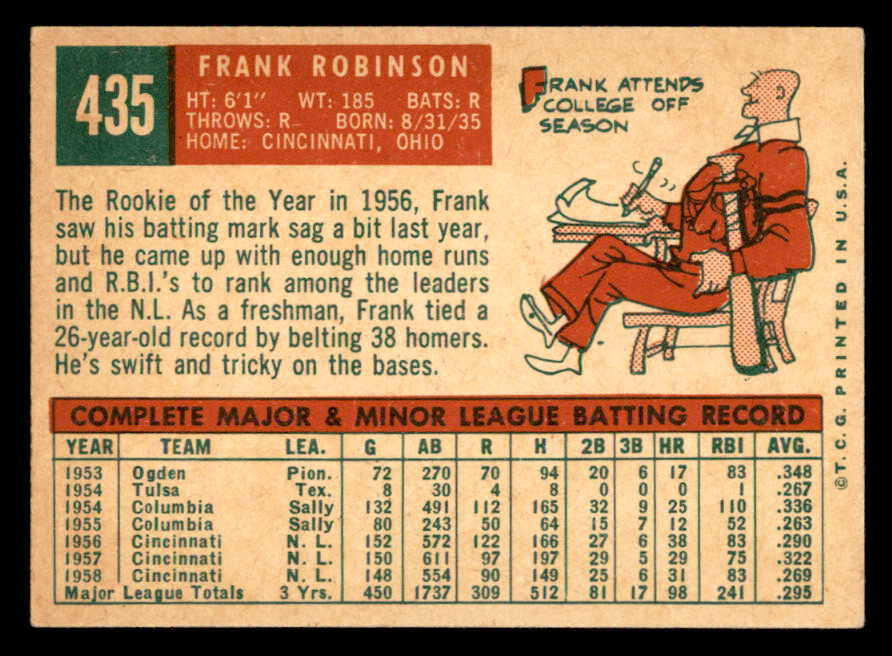 435
FRANK ROBINSON
HT: 6'1" WT: 185 BATS: R
THROWS: R BORN: 8/31/35
HOME: CINCINNATI, OHIO
FRANK ATTENDS
COLLEGE OFF
SEASON
The Rookie of the Year in 1956, Frank
saw his batting mark sag a bit last year,
but he came up with enough home runs
and R.B.I.'s to rank among the leaders
in the N.L. As a freshman, Frank tied a
26-year-old record by belting 38 homers.
He's swift and tricky on the bases.
COMPLETE MAJOR & MINOR LEAGUE BATTING RECORD
YEAR TEAM LEA. G AB R H 2B 3B HR RBI AVG.
1953 Ogden Pion. 72 270 70 94 20 6 17 83 .348
1954 Tulsa Tex. 8 30 4 8 0 0 0 1 .267
1954 Columbia Sally 132 491 112 165 32 9 25 110 .336
1955 Columbia Sally 80 243 50 64 15 7 12 52 .263
1956 Cincinnati N. L. 152 572 122 166 27 6 38 83 .290
1957 Cincinnati N. L. 150 611 97 197 29 5 29 75 .322
1958 Cincinnati N. L. 148 554 90 149 25 6 31 83 .269
Major League Totals 3 Yrs. 450 1737 309 512 81 17 98 241 .295
© T. C. G. PRINTED IN U.S.A.